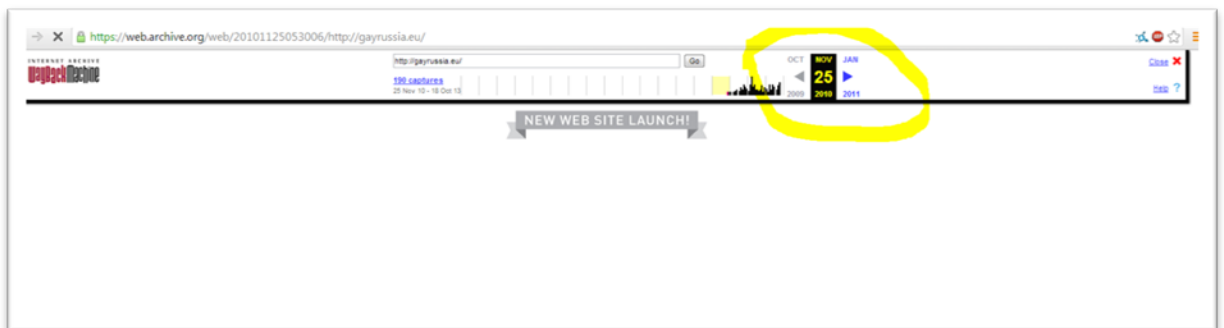 https://web.archive.org/web/20101125053006/http://gayrussia.eu/
INTERNET ARCHIVE
WayBackMachine
http://gayrussia.eu/
Go
OCT NOV JAN
Close
190 captures
25
25 Nov 10 - 18 Oct 13
2009 2010 2011
Help ?
NEW WEB SITE LAUNCH!